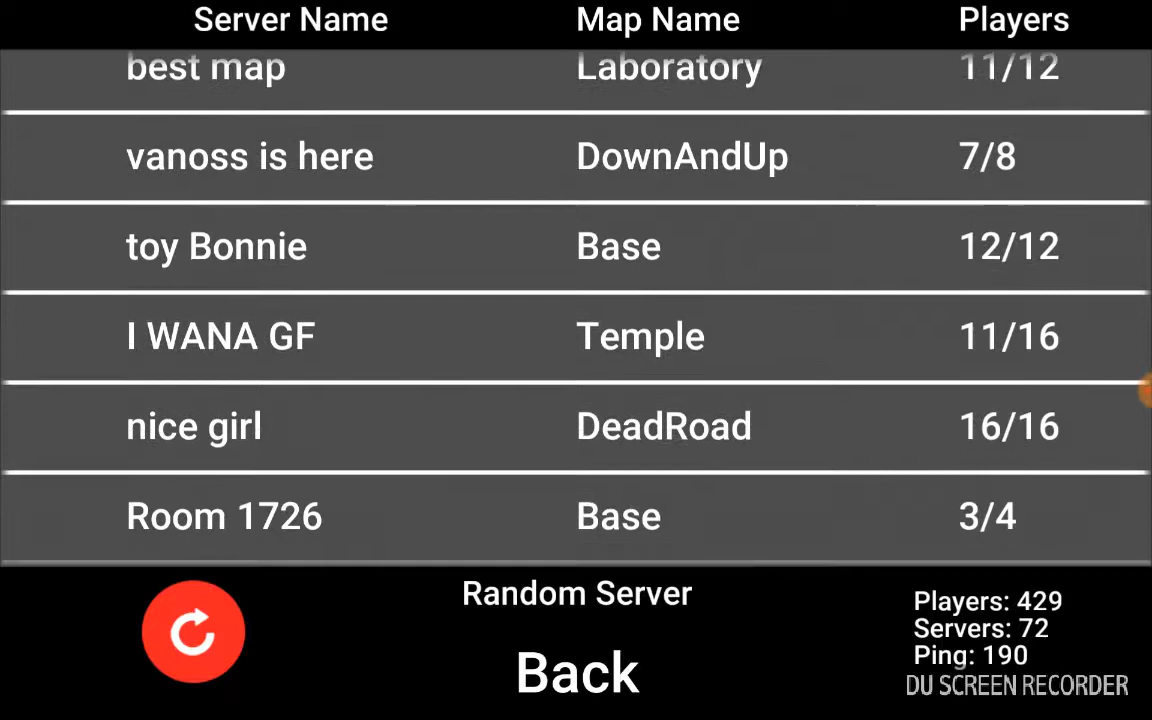 Server Name Map Name Players
best map Laboratory 11/12
vanoss is here DownAndUp 7/8
toy Bonnie Base 12/12
I WANA GF Temple 11/16
nice girl DeadRoad 16/16
Room 1726 Base 3/4
Random Server
Back
Players: 429
Servers: 72
Ping: 190
DU SCREEN RECORDER